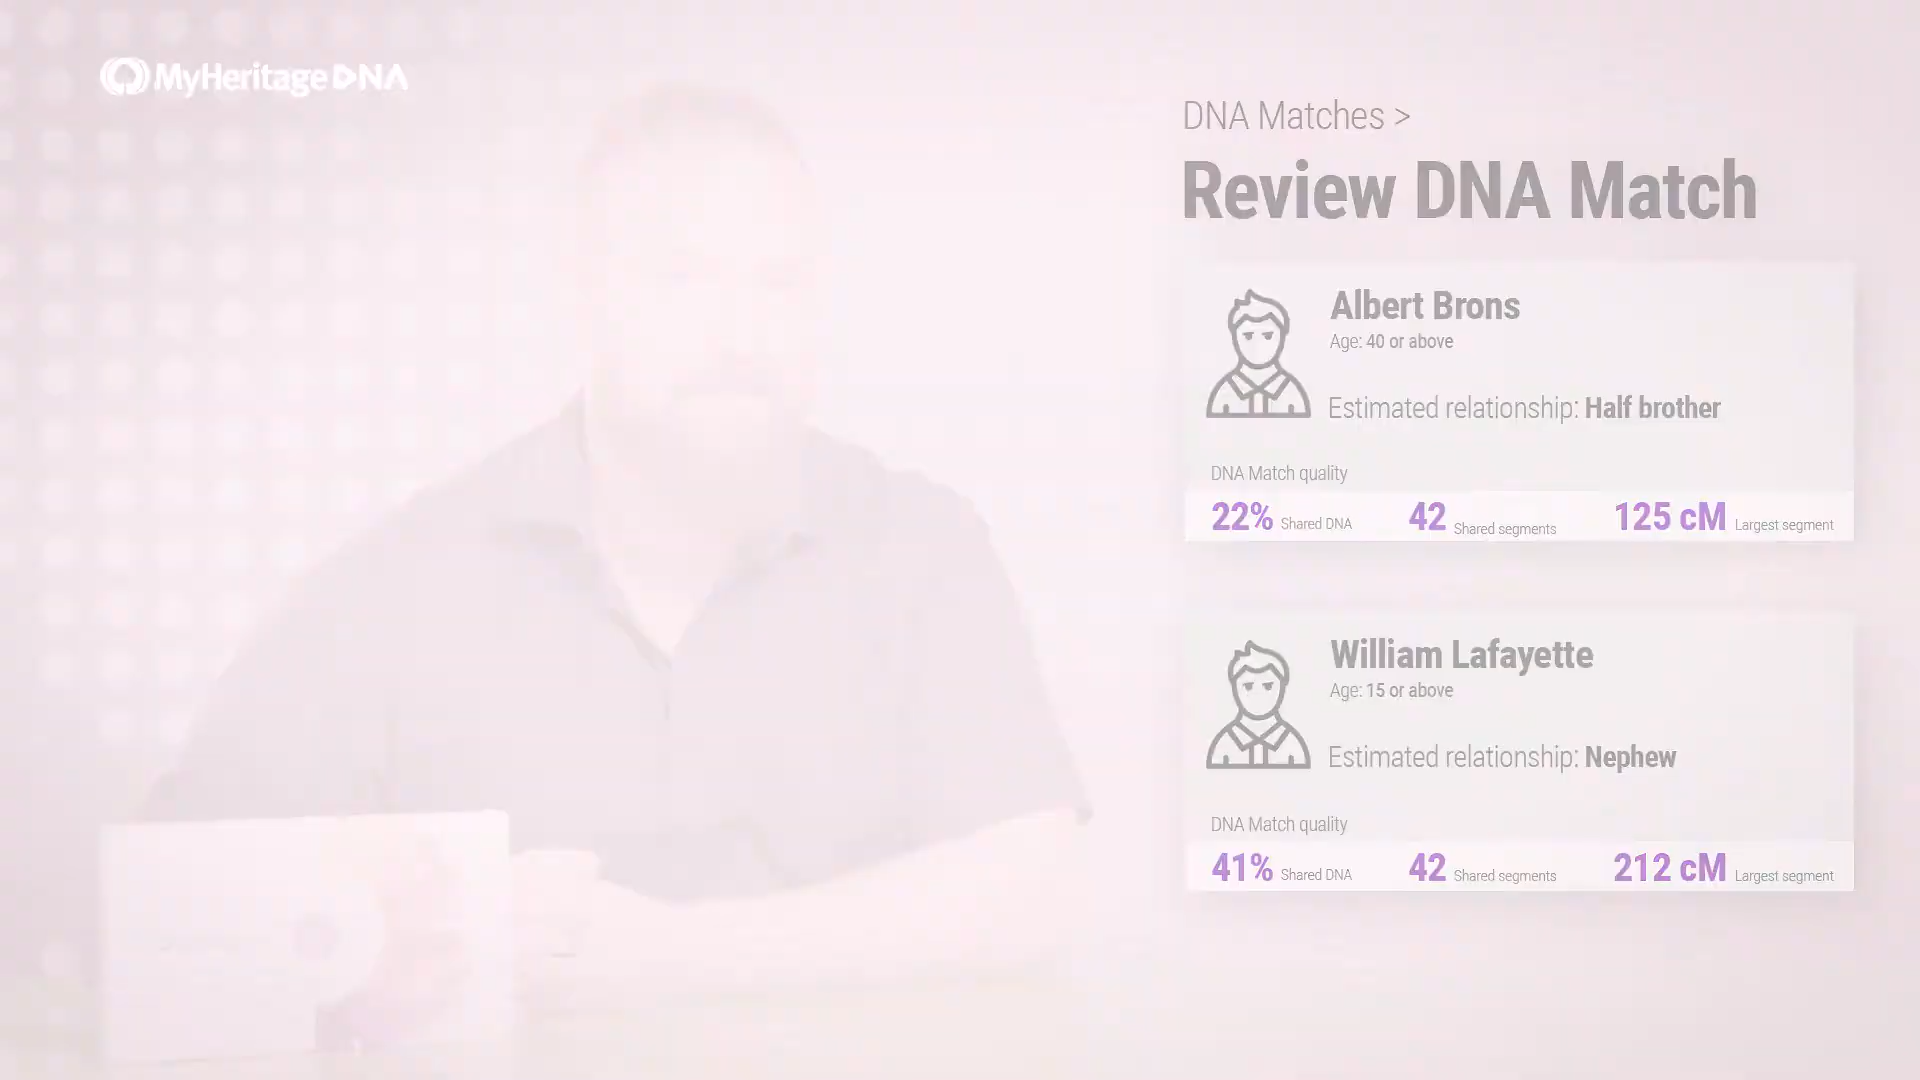 MyHeritage DNA
DNA Matches >
Review DNA Match
Albert Brons
Age: 40 or above
Estimated relationship: Half brother
DNA Match quality
22% Shared DNA 42 Shared segments 125 cM Largest segment
William Lafayette
Age: 15 or above
Estimated relationship: Nephew
DNA Match quality
41% Shared DNA 42 Shared segments 212 cM Largest segment